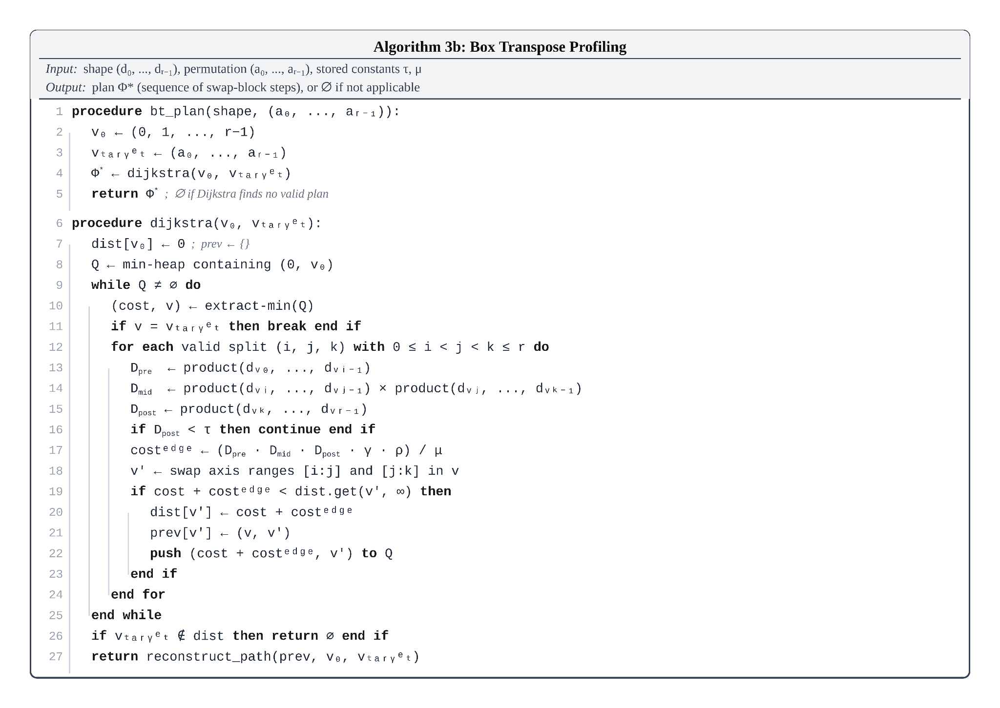 Algorithm 3b: Box Transpose Profiling
Input: shape (d₀, ..., dᵣ₋₁), permutation (a₀, ..., aᵣ₋₁), stored constants τ, μ
Output: plan Φ* (sequence of swap-block steps), or ∅ if not applicable
1 procedure bt_plan(shape, (a₀, ..., aᵣ₋₁)):
2 v₀ ← (0, 1, ..., r−1)
3 vₜₐᵣᵧₑₜ ← (a₀, ..., aᵣ₋₁)
4 Φ* ← dijkstra(v₀, vₜₐᵣᵧᵉₜ)
5 return Φ* ; ∅ if Dijkstra finds no valid plan
6 procedure dijkstra(v₀, vₜₐᵣᵧᵉₜ):
7 dist[v₀] ← 0 ; prev ← {}
8 Q ← min-heap containing (0, v₀)
9 while Q ≠ ∅ do
10 (cost, v) ← extract-min(Q)
11 if v = vₜₐᵣᵧᵉₜ then break end if
12 for each valid split (i, j, k) with 0 ≤ i < j < k ≤ r do
13 Dpre ← product(dᵥ₀, ..., dᵥᵢ₋₁)
14 Dmid ← product(dᵥᵢ, ..., dᵥⱼ₋₁) × product(dᵥⱼ, ..., dᵥₖ₋₁)
15 Dpost ← product(dᵥₖ, ..., dᵥᵣ₋₁)
16 if Dpost < τ then continue end if
17 costᵉᵈᵍᵉ ← (Dpre · Dmid · Dpost · γ · ρ) / μ
18 v' ← swap axis ranges [i:j] and [j:k] in v
19 if cost + costᵉᵈᵍᵉ < dist.get(v', ∞) then
20 dist[v'] ← cost + costᵉᵈᵍᵉ
21 prev[v'] ← (v, v')
22 push (cost + costᵉᵈᵍᵉ, v') to Q
23 end if
24 end for
25 end while
26 if vₜₐᵣᵧᵉₜ ∉ dist then return ∅ end if
27 return reconstruct_path(prev, v₀, vₜₐᵣᵧᵉₜ)